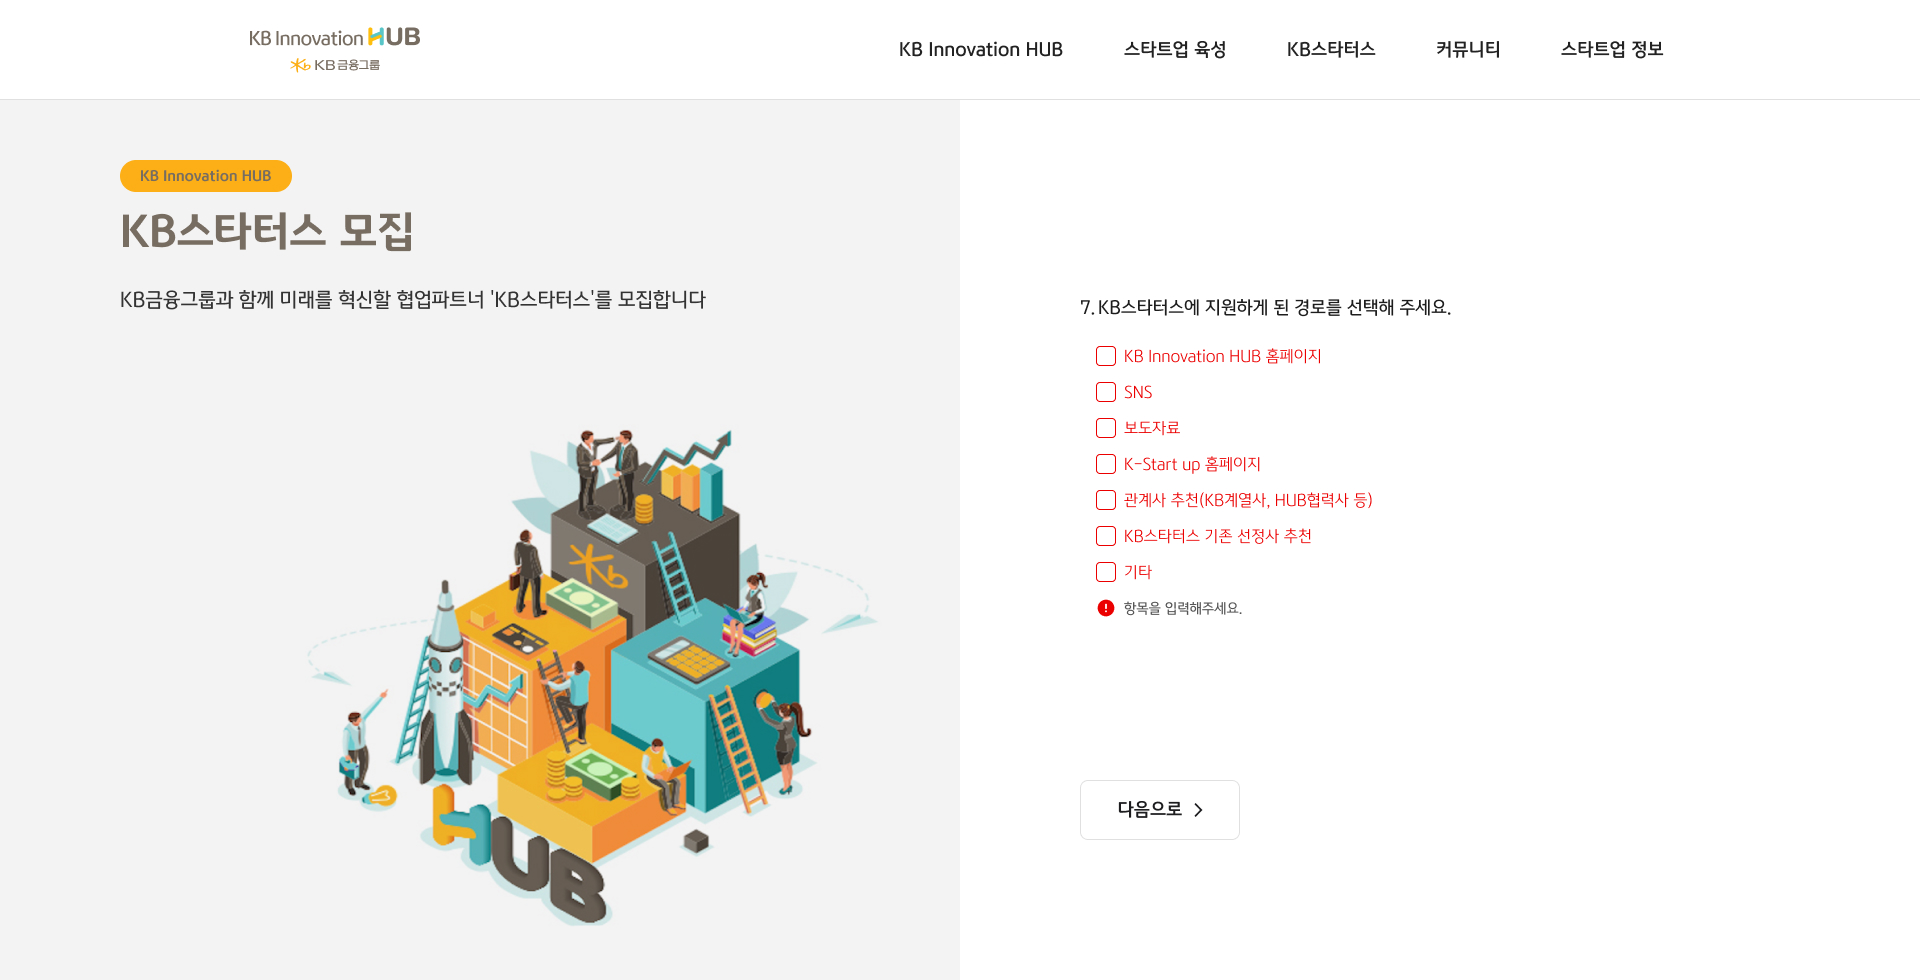 KB Innovation HUB
KB금융그룹
KB Innovation HUB
스타트업 육성
KB스타터스
커뮤니티
스타트업 정보
KB Innovation HUB
KB스타터스 모집
KB금융그룹과 함께 미래를 혁신할 협업파트너 'KB스타터스'를 모집합니다
HUB
7. KB스타터스에 지원하게 된 경로를 선택해 주세요.
KB Innovation HUB 홈페이지
SNS
보도자료
K-Start up 홈페이지
관계사 추천(KB계열사, HUB협력사 등)
KB스타터스 기존 선정사 추천
기타
항목을 입력해주세요.
다음으로